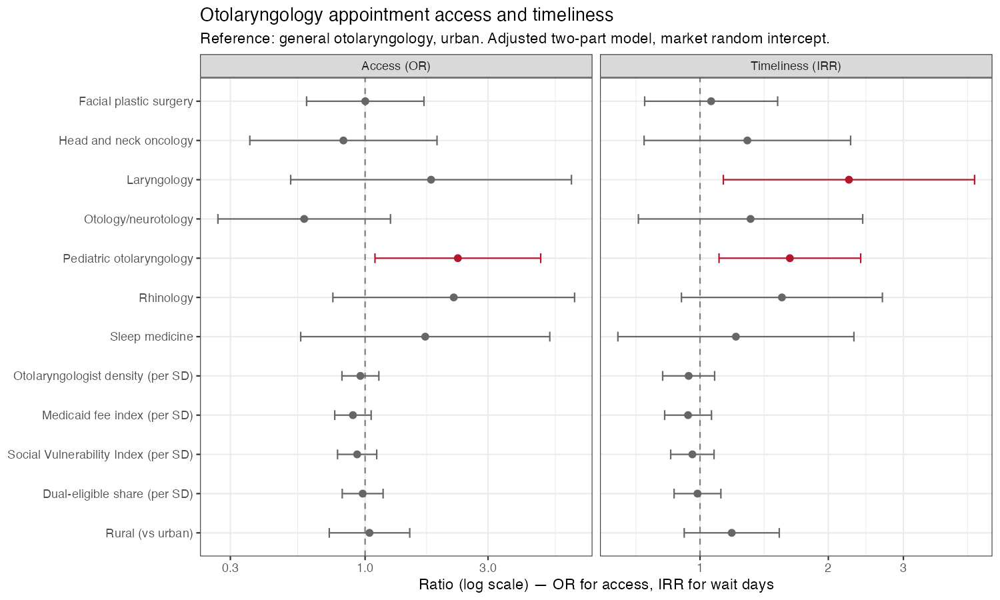 Otolaryngology appointment access and timeliness
Reference: general otolaryngology, urban. Adjusted two-part model, market random intercept.
Access (OR)
Timeliness (IRR)
Facial plastic surgery
Head and neck oncology
Laryngology
Otology/neurotology
Pediatric otolaryngology
Rhinology
Sleep medicine
Otolaryngologist density (per SD)
Medicaid fee index (per SD)
Social Vulnerability Index (per SD)
Dual-eligible share (per SD)
Rural (vs urban)
0.3 1.0 3.0
1 2 3
Ratio (log scale) — OR for access, IRR for wait days